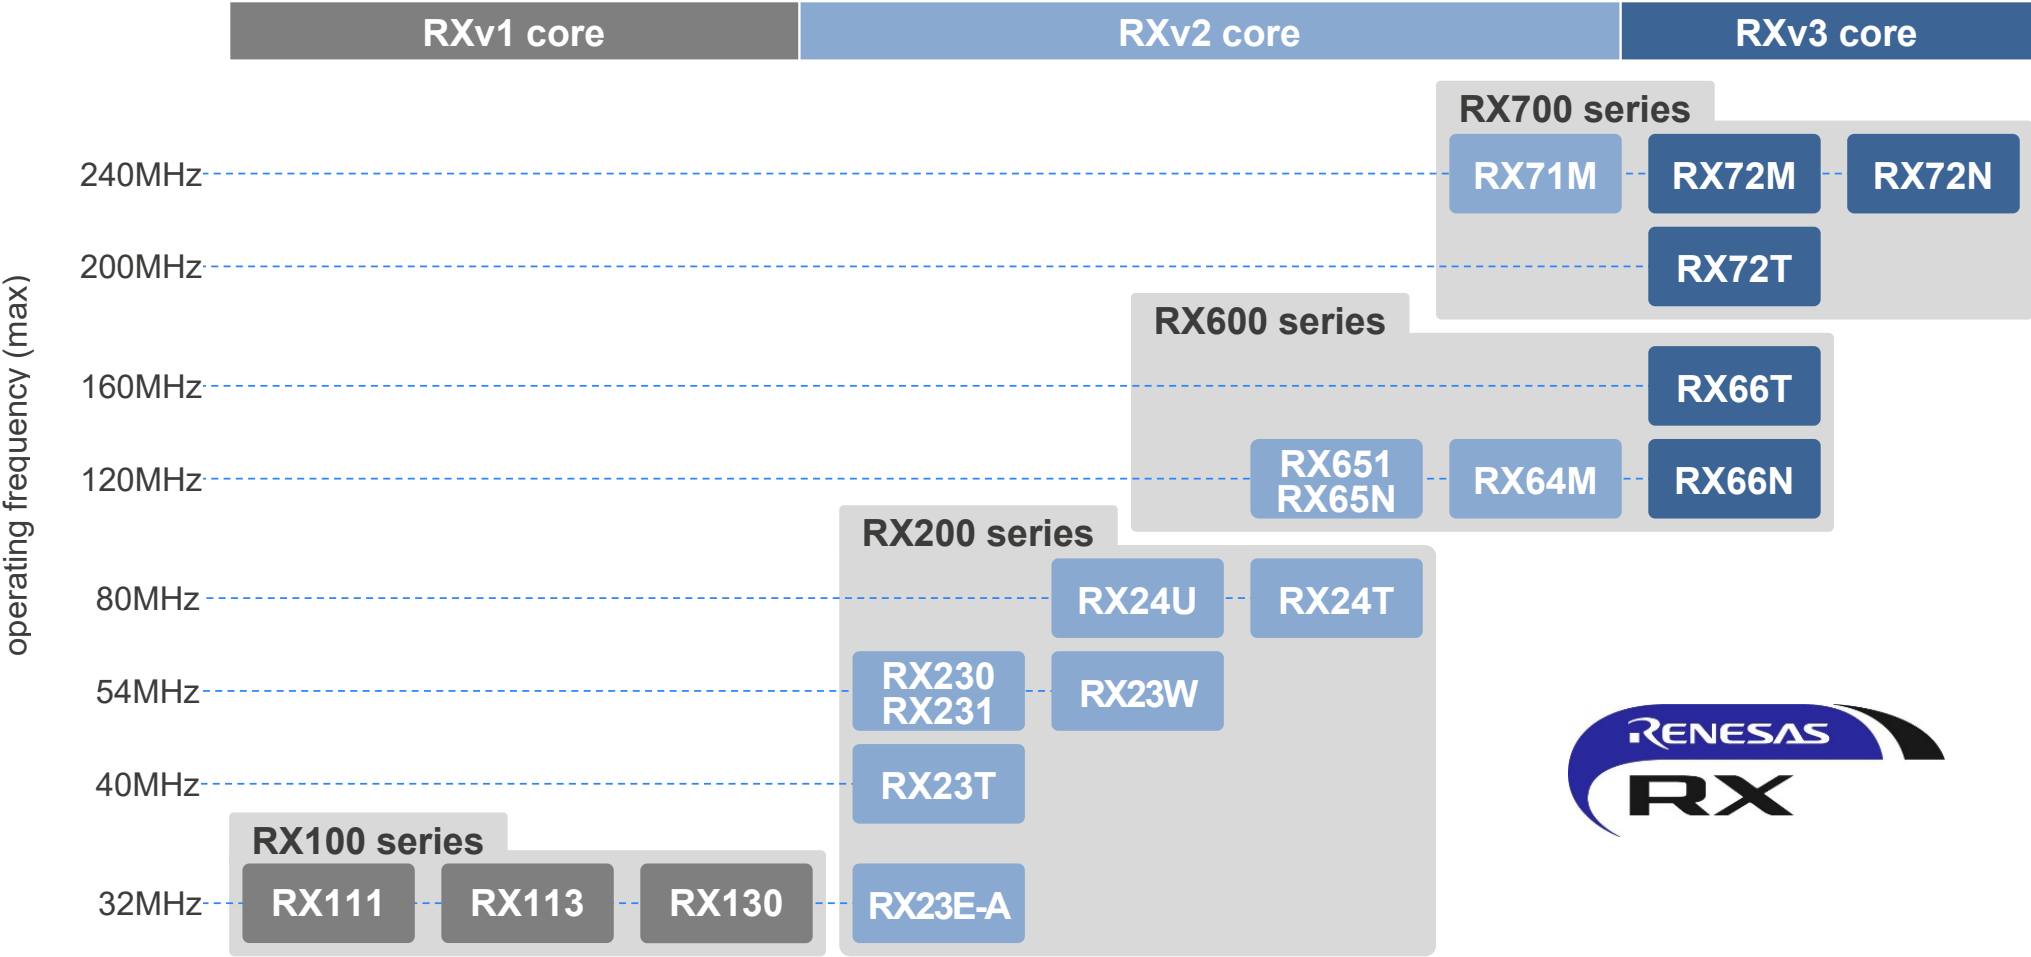 RXv1 core
RXv2 core
RXv3 core
operating frequency (max)
RX700 series
240MHz
RX71M
RX72M
RX72N
200MHz
RX72T
RX600 series
160MHz
RX66T
120MHz
RX651
RX65N
RX64M
RX66N
RX200 series
80MHz
RX24U
RX24T
54MHz
RX230
RX231
RX23W
40MHz
RX23T
RX100 series
32MHz
RX111
RX113
RX130
RX23E-A
RENESAS
RX